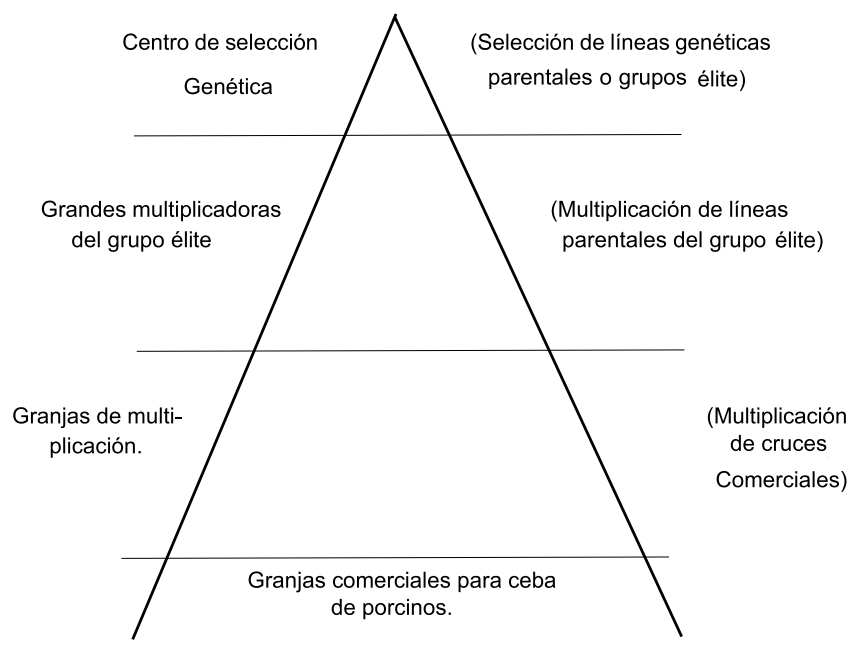 Centro de selección
Genética
(Selección de líneas genéticas
parentales o grupos élite)
Grandes multiplicadoras
del grupo élite
(Multiplicación de líneas
parentales del grupo élite)
Granjas de multi-
plicación.
(Multiplicación
de cruces
Comerciales)
Granjas comerciales para ceba
de porcinos.